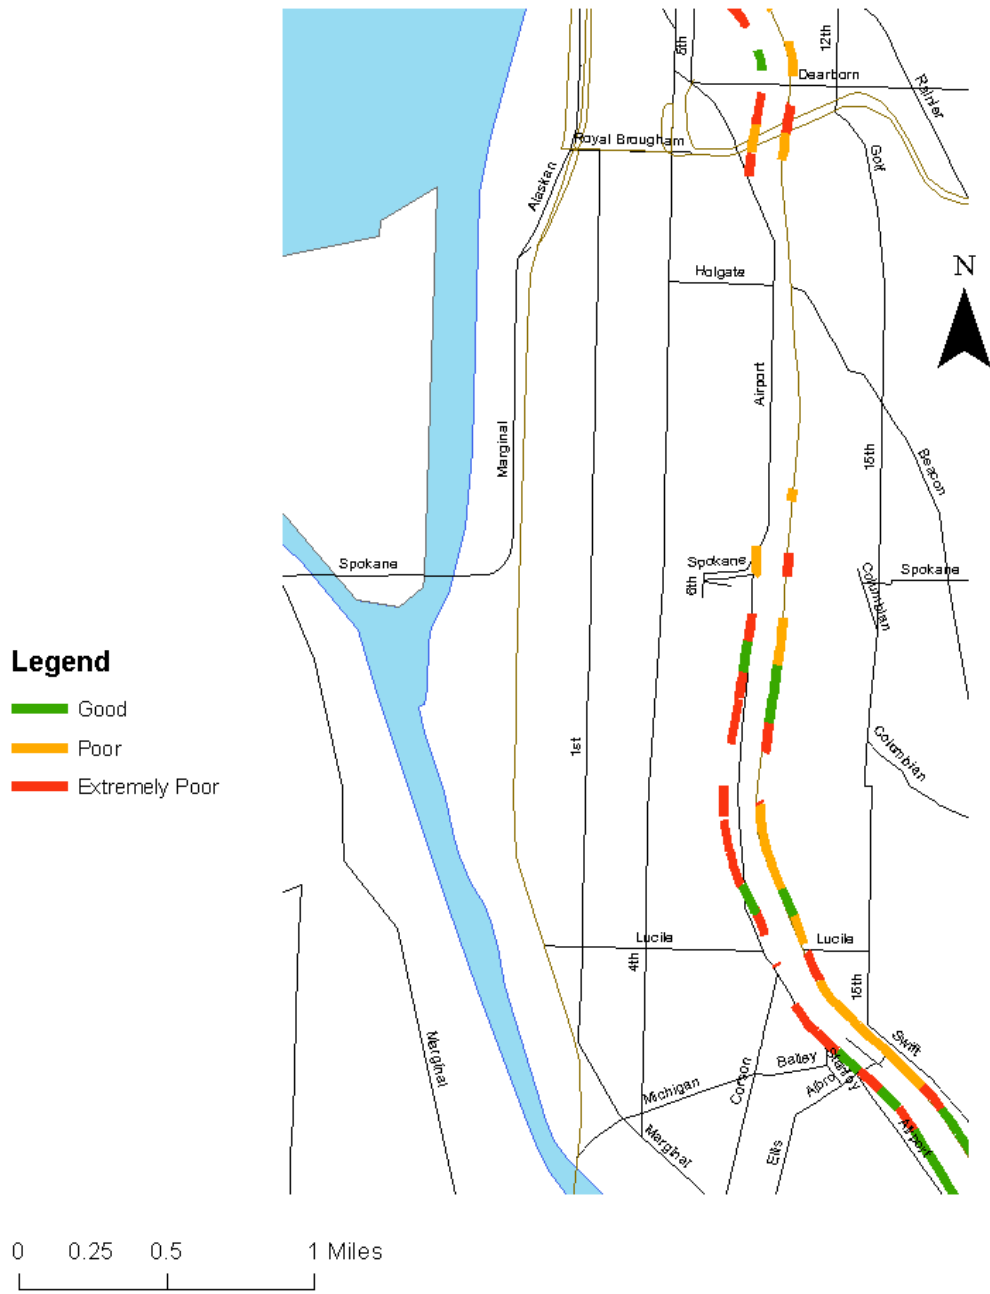 5th
12th
Dearborn
Rainier
Royal Brougham
Golf
Alaskan
N
Holgate
Airport
Marginal
15th
Beacon
Spokane
Spokane
Spokane
6th
Columbian
Legend
Good
Poor
Extremely Poor
1st
Columbian
Lucile
Lucile
4th
15th
Swift
Marginal
Bailey
Stanley
Albro
Corson
Michigan
Airport
Marginal
Ellis
0 0.25 0.5 1 Miles